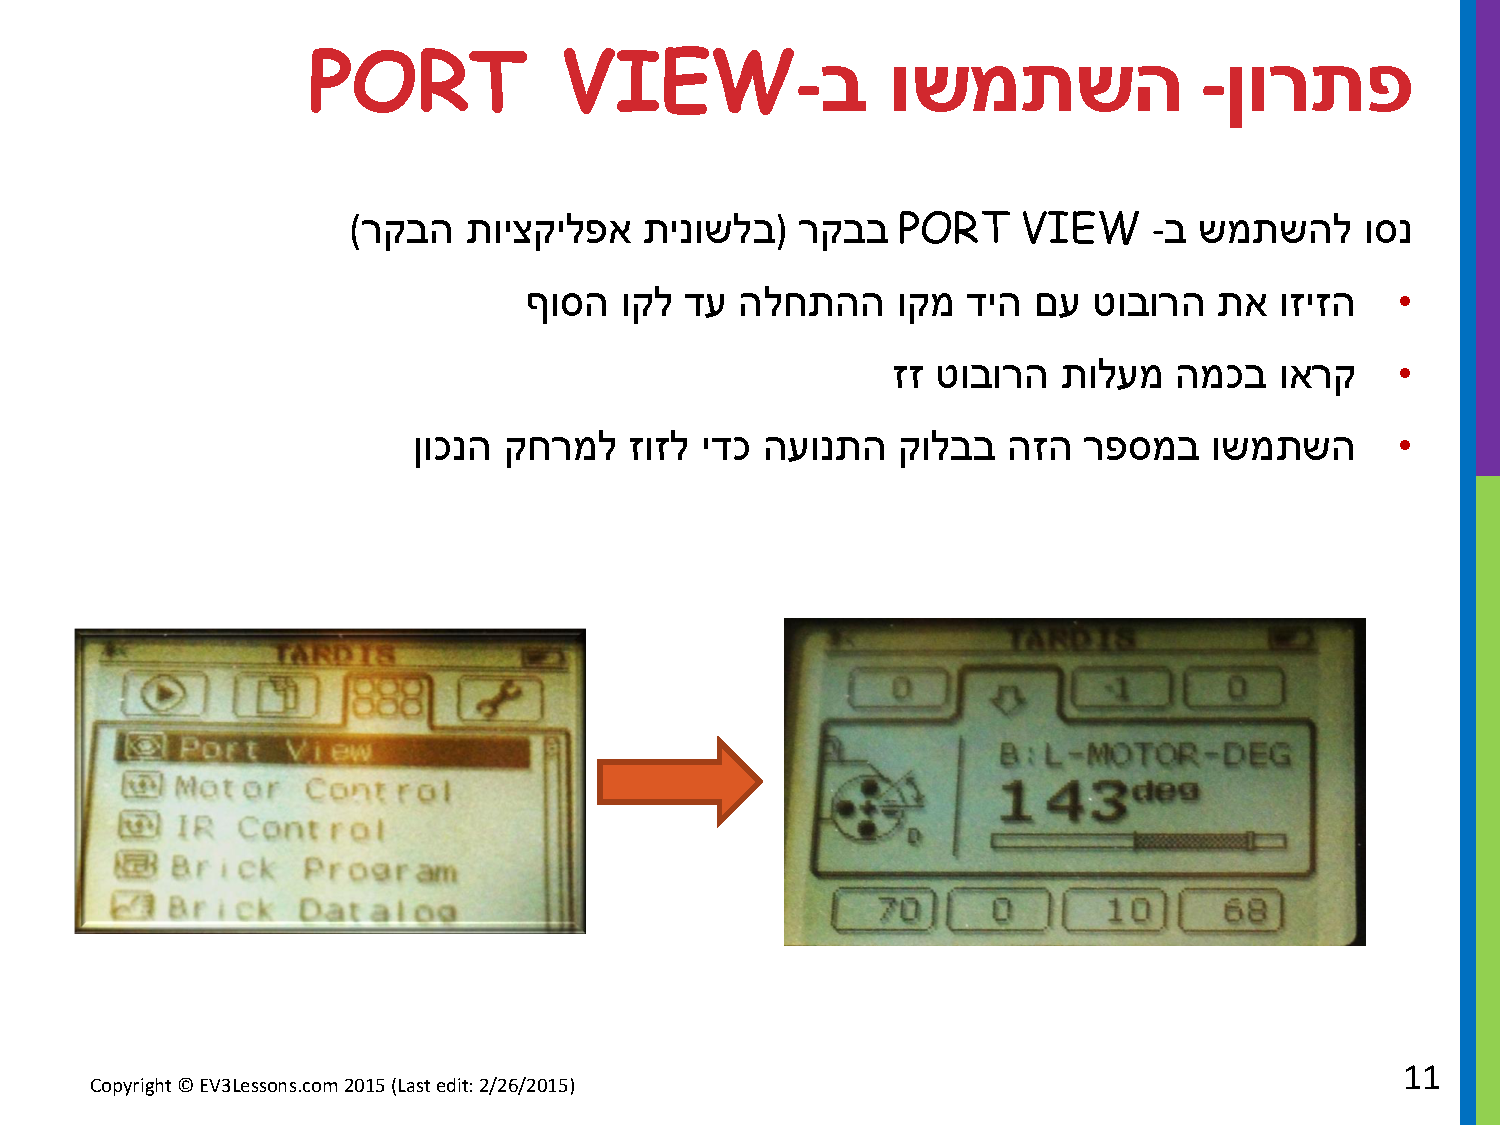 פתרון- השתמשו ב-PORT VIEW
נסו להשתמש ב- PORT VIEW בבקר (בלשונית אפליקציות הבקר)
• הזיזו את הרובוט עם היד מקו ההתחלה עד לקו הסוף
• קראו בכמה מעלות הרובוט זז
• השתמשו במספר הזה בבלוק התנועה כדי לזוז למרחק הנכון
TARDIS
Port View
Motor Control
IR Control
Brick Program
Brick Datalog
TARDIS
0 -1 0
B:L-MOTOR-DEG
143deg
D
70 0 10 68
Copyright © EV3Lessons.com 2015 (Last edit: 2/26/2015)
11